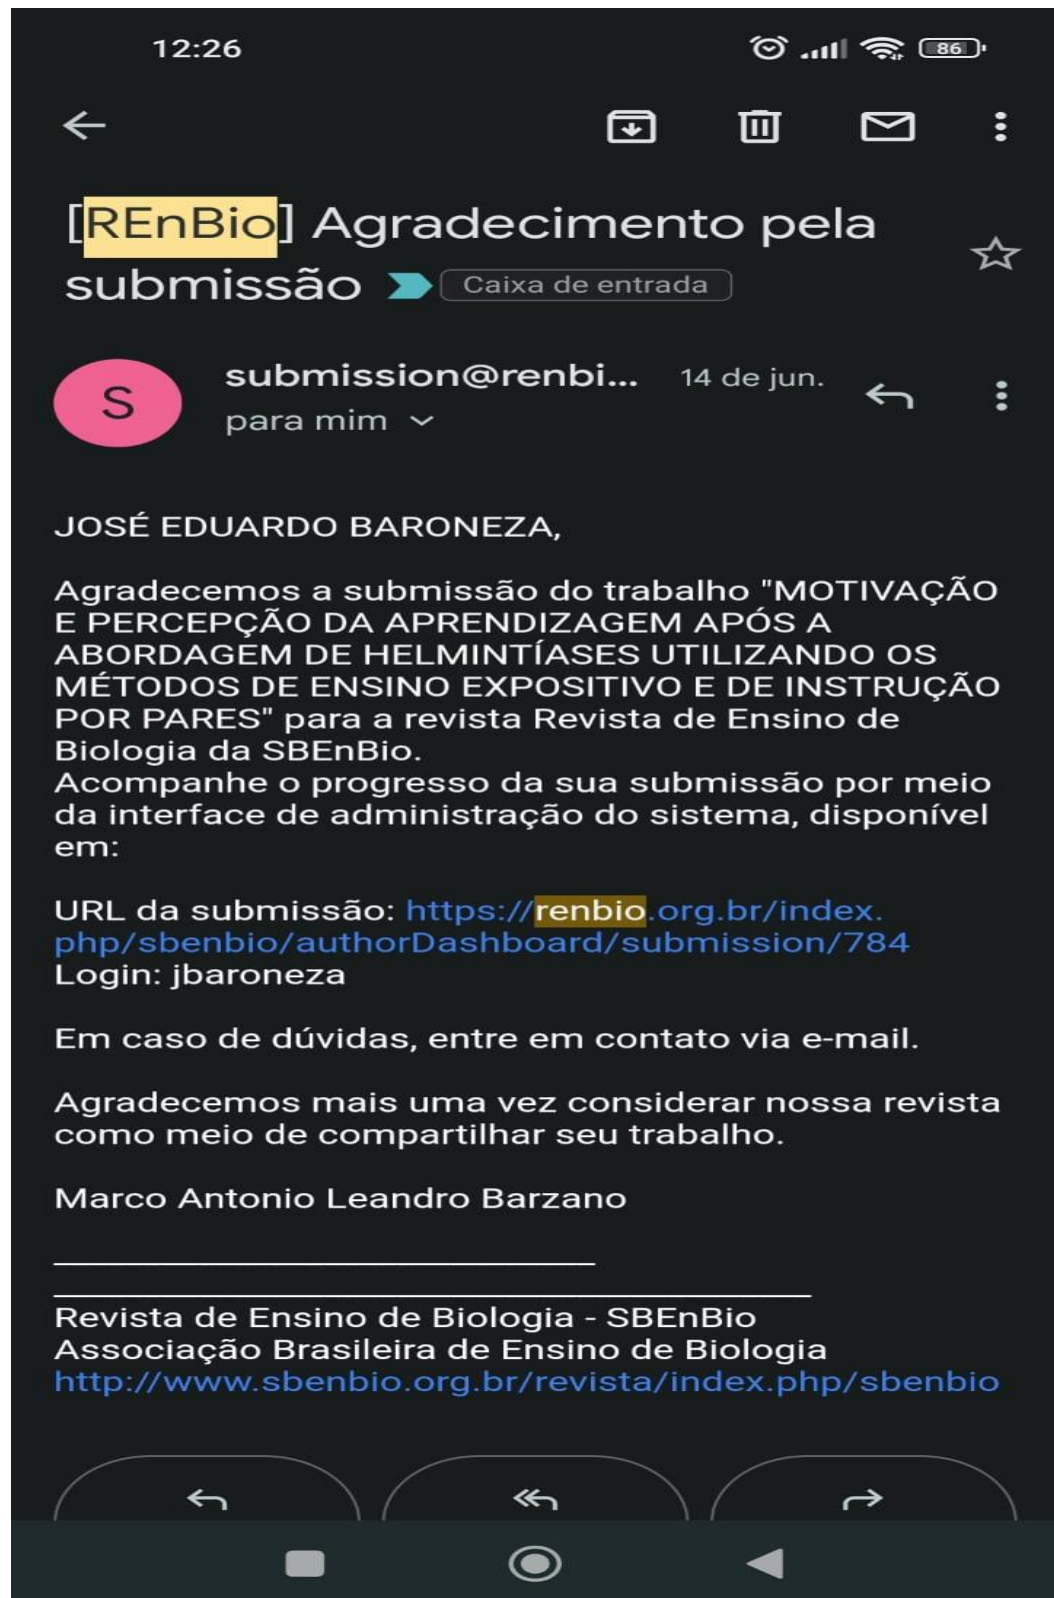 12:26
86
[REnBio] Agradecimento pela
submissão Caixa de entrada
S
submission@renbi... 14 de jun.
para mim
JOSÉ EDUARDO BARONEZA,
Agradecemos a submissão do trabalho "MOTIVAÇÃO
E PERCEPÇÃO DA APRENDIZAGEM APÓS A
ABORDAGEM DE HELMINTÍASES UTILIZANDO OS
MÉTODOS DE ENSINO EXPOSITIVO E DE INSTRUÇÃO
POR PARES" para a revista Revista de Ensino de
Biologia da SBEnBio.
Acompanhe o progresso da sua submissão por meio
da interface de administração do sistema, disponível
em:
URL da submissão: https://renbio.org.br/index.
php/sbenbio/authorDashboard/submission/784
Login: jbaroneza
Em caso de dúvidas, entre em contato via e-mail.
Agradecemos mais uma vez considerar nossa revista
como meio de compartilhar seu trabalho.
Marco Antonio Leandro Barzano
Revista de Ensino de Biologia - SBEnBio
Associação Brasileira de Ensino de Biologia
http://www.sbenbio.org.br/revista/index.php/sbenbio